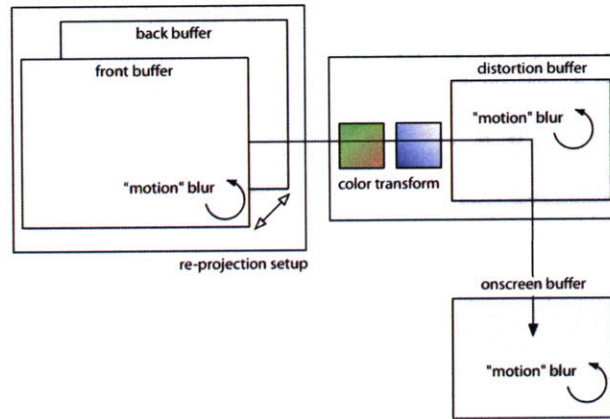 back buffer
front buffer
"motion" blur
re-projection setup
distortion buffer
"motion" blur
color transform
onscreen buffer
"motion" blur